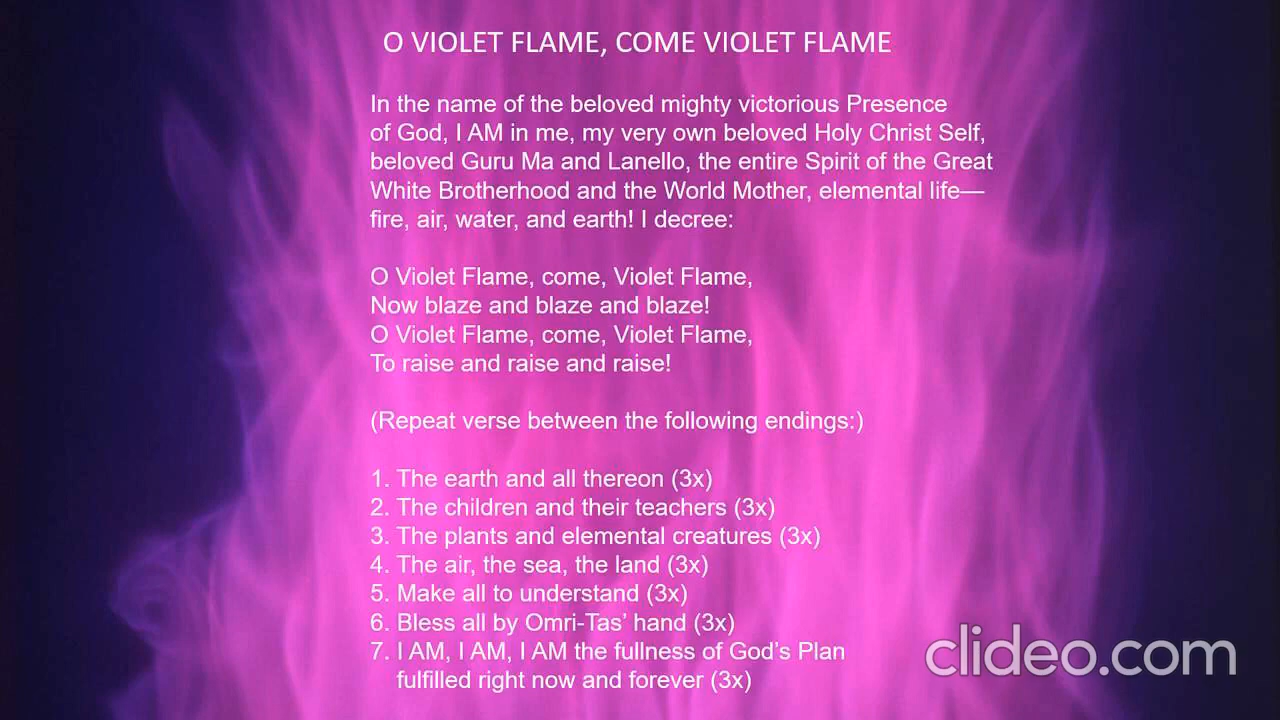 O VIOLET FLAME, COME VIOLET FLAME
In the name of the beloved mighty victorious Presence
of God, I AM in me, my very own beloved Holy Christ Self,
beloved Guru Ma and Lanello, the entire Spirit of the Great
White Brotherhood and the World Mother, elemental life—
fire, air, water, and earth! I decree:
O Violet Flame, come, Violet Flame,
Now blaze and blaze and blaze!
O Violet Flame, come, Violet Flame,
To raise and raise and raise!
(Repeat verse between the following endings:)
1. The earth and all thereon (3x)
2. The children and their teachers (3x)
3. The plants and elemental creatures (3x)
4. The air, the sea, the land (3x)
5. Make all to understand (3x)
6. Bless all by Omri-Tas’ hand (3x)
7. I AM, I AM, I AM the fullness of God’s Plan
fulfilled right now and forever (3x)
clideo.com